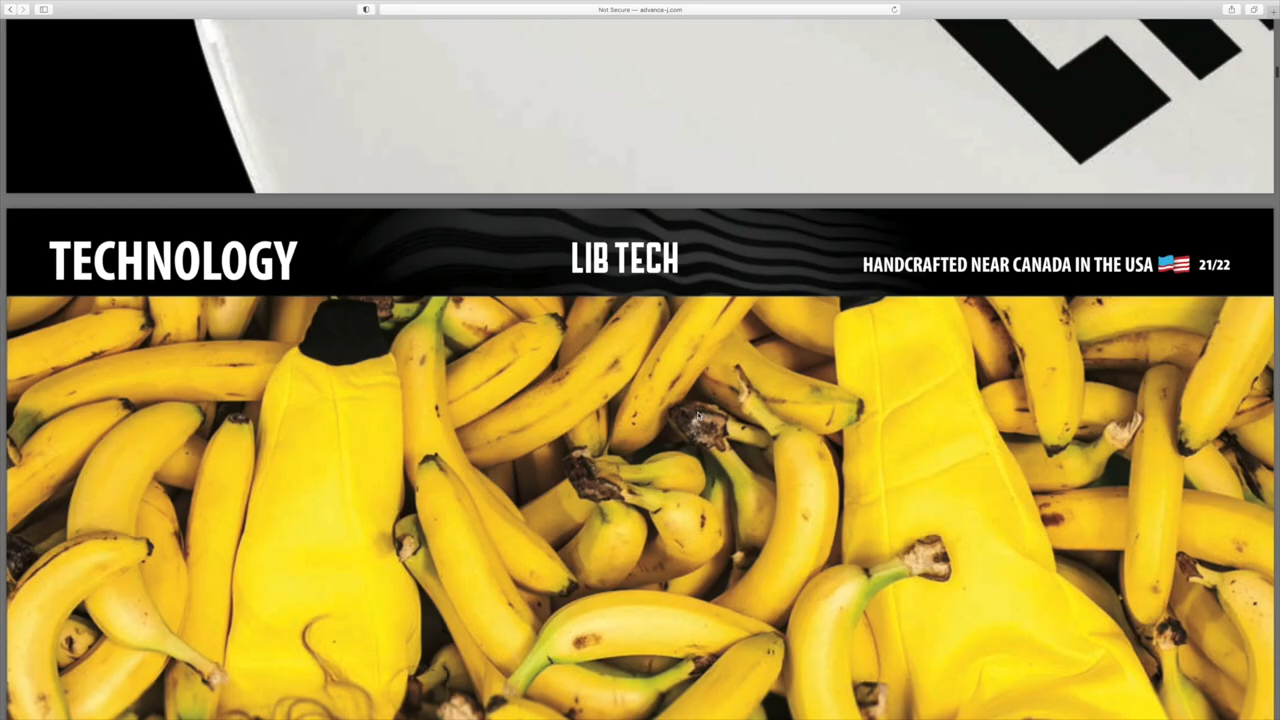 Not Secure — advance-j.com
TECHNOLOGY
LIB TECH
HANDCRAFTED NEAR CANADA IN THE USA 21/22